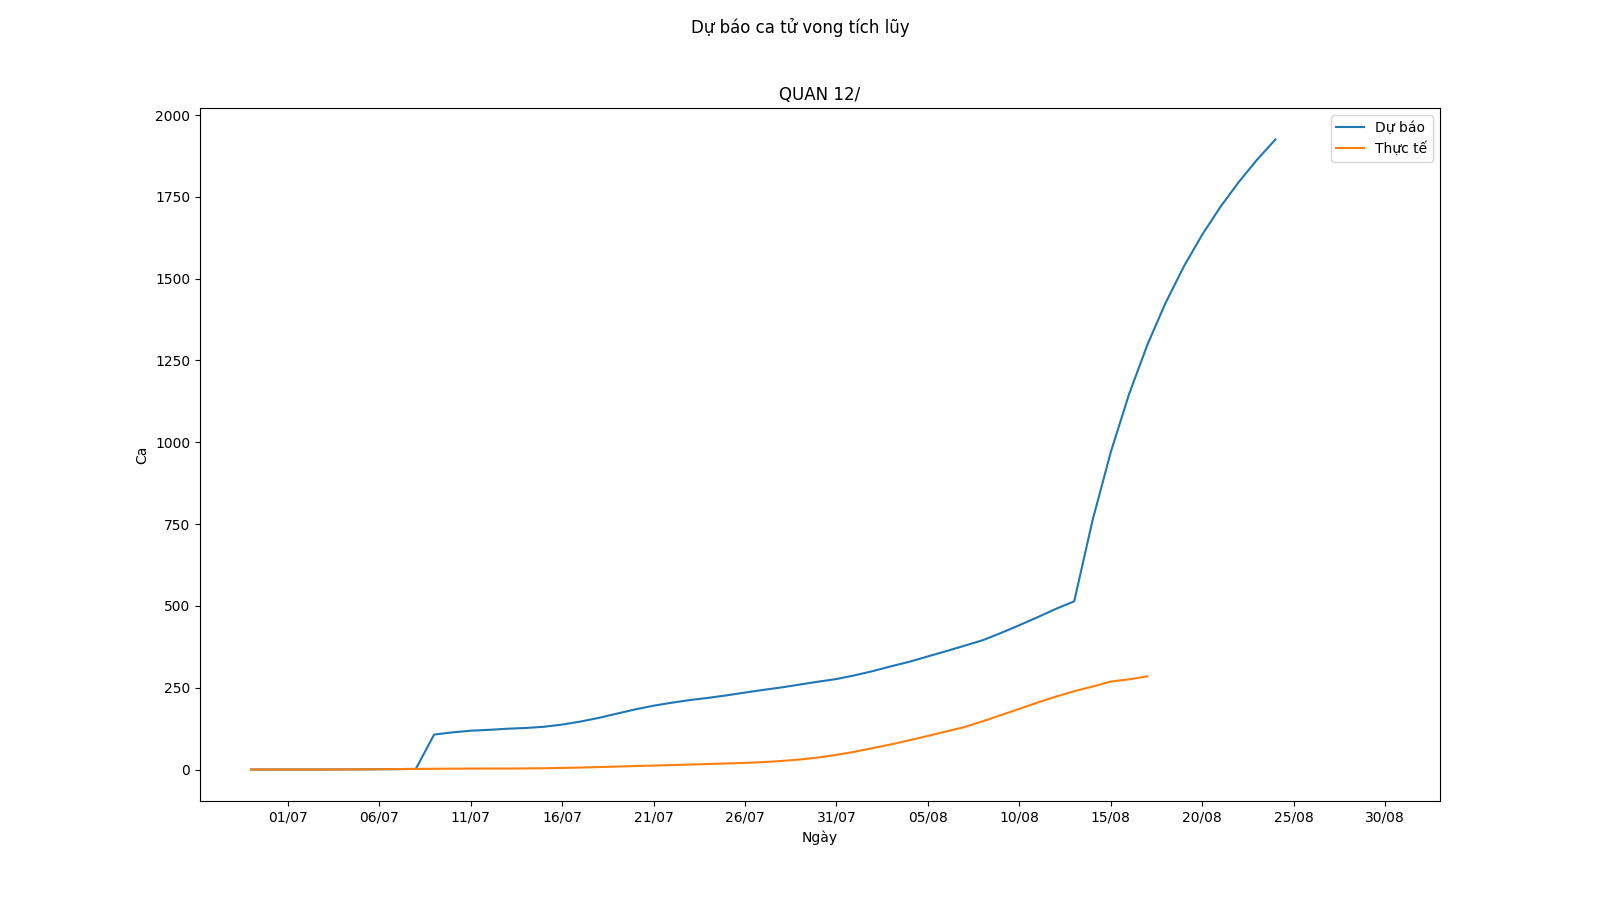 Dự báo ca tử vong tích lũy
QUAN 12/
Dự báo
Thực tế
2000
1750
1500
1250
1000
750
500
250
0
Ca
01/07 06/07 11/07 16/07 21/07 26/07 31/07 05/08 10/08 15/08 20/08 25/08 30/08
Ngày